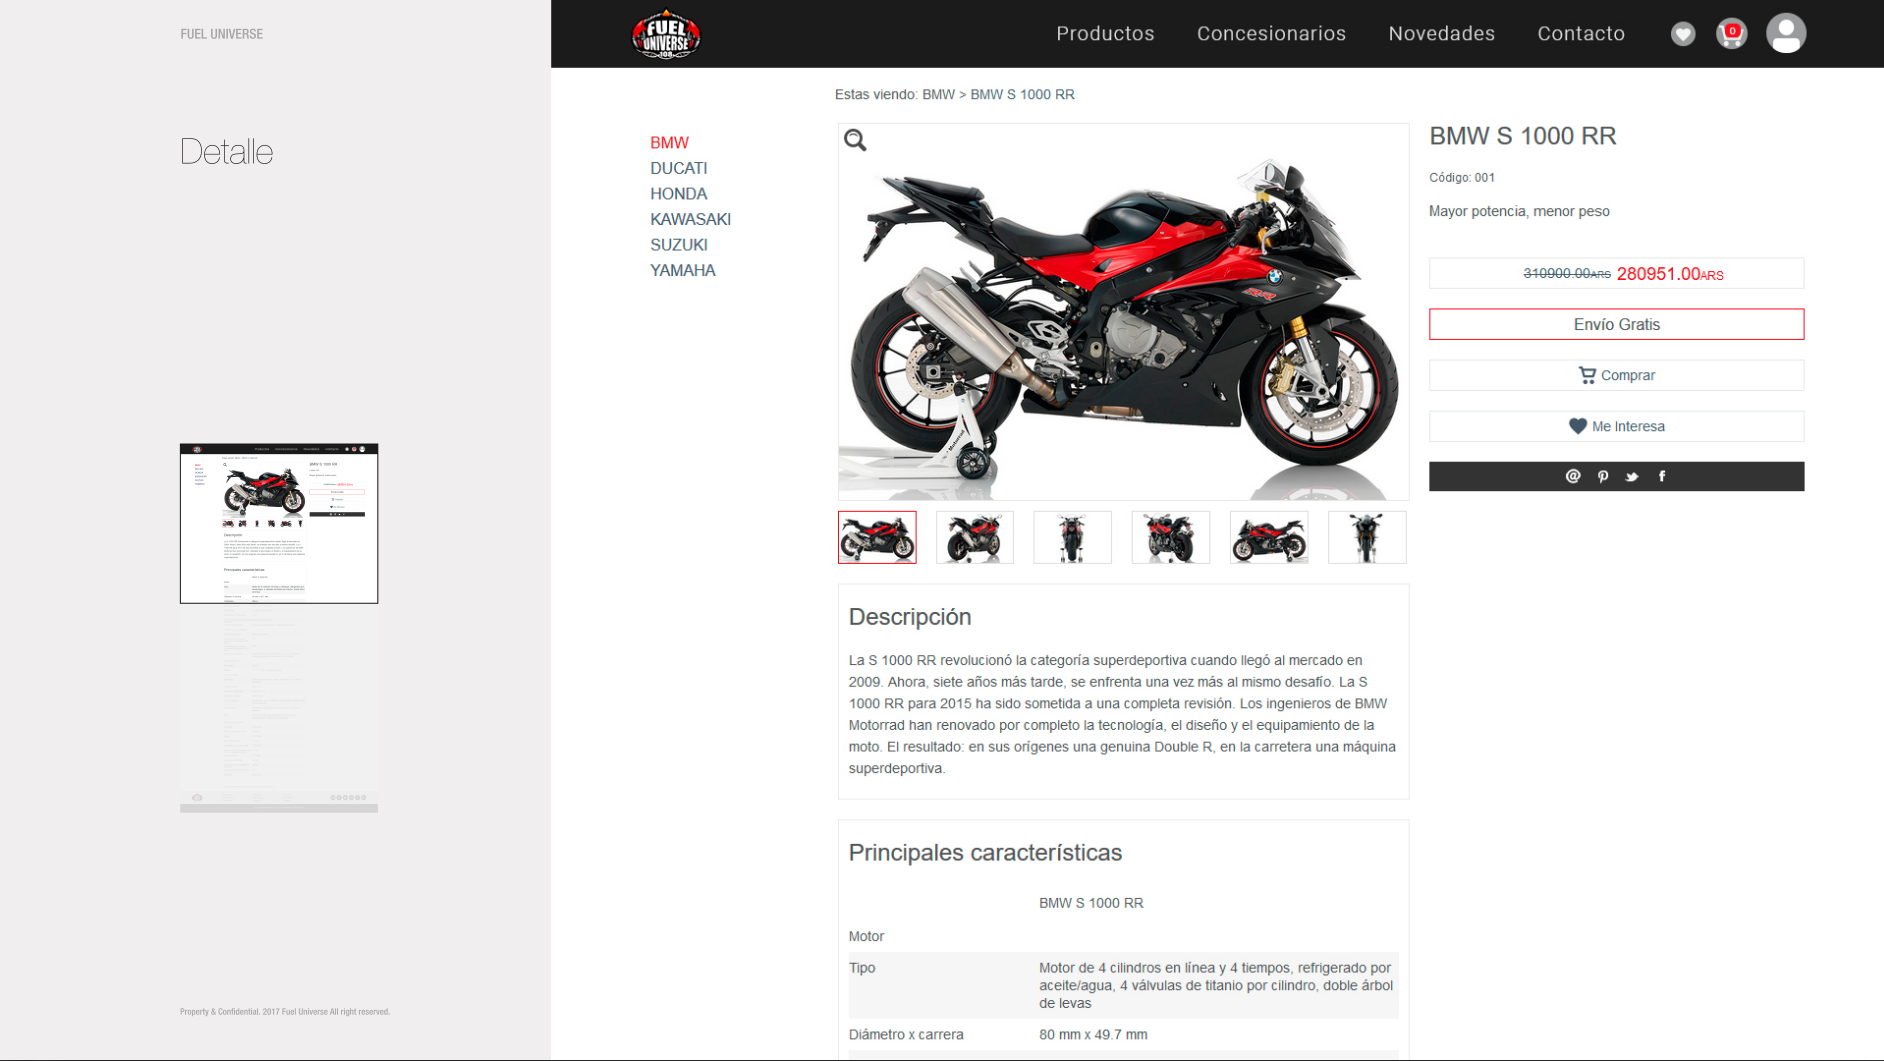 FUEL UNIVERSE
Detalle
Property & Confidential. 2017 Fuel Universe All right reserved.
FUEL
UNIVERSE
108
Productos
Concesionarios
Novedades
Contacto
0
Estas viendo: BMW > BMW S 1000 RR
BMW
DUCATI
HONDA
KAWASAKI
SUZUKI
YAMAHA
RR
Motorrad
BMW S 1000 RR
Código: 001
Mayor potencia, menor peso
310900.00ARS 280951.00ARS
Envío Gratis
Comprar
Me Interesa
Descripción
La S 1000 RR revolucionó la categoría superdeportiva cuando llegó al mercado en
2009. Ahora, siete años más tarde, se enfrenta una vez más al mismo desafío. La S
1000 RR para 2015 ha sido sometida a una completa revisión. Los ingenieros de BMW
Motorrad han renovado por completo la tecnología, el diseño y el equipamiento de la
moto. El resultado: en sus orígenes una genuina Double R, en la carretera una máquina
superdeportiva.
Principales características
BMW S 1000 RR
Motor
Tipo
Motor de 4 cilindros en línea y 4 tiempos, refrigerado por
aceite/agua, 4 válvulas de titanio por cilindro, doble árbol
de levas
Diámetro x carrera
80 mm x 49.7 mm